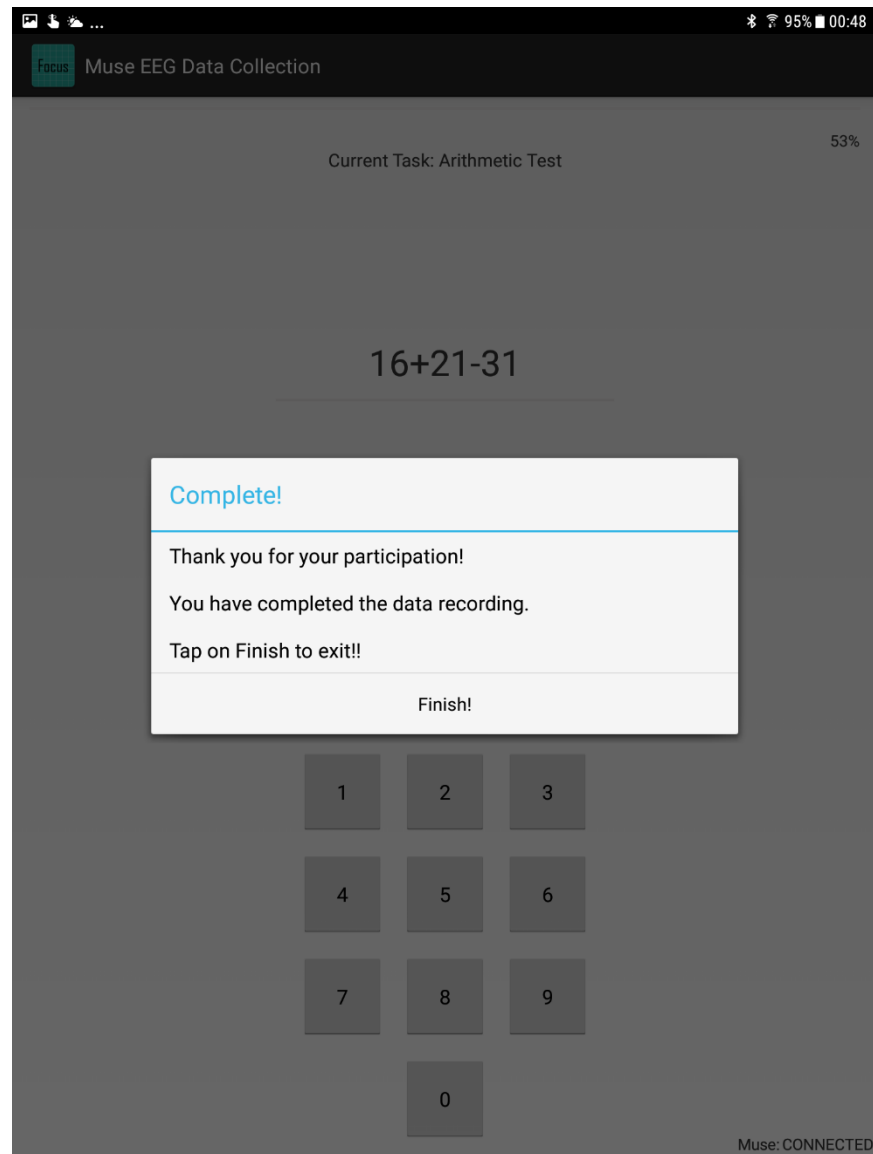 ... 95% 00:48
Focus Muse EEG Data Collection
53%
Current Task: Arithmetic Test
16+21-31
Complete!
Thank you for your participation!
You have completed the data recording.
Tap on Finish to exit!!
Finish!
1 2 3
4 5 6
7 8 9
0
Muse: CONNECTED